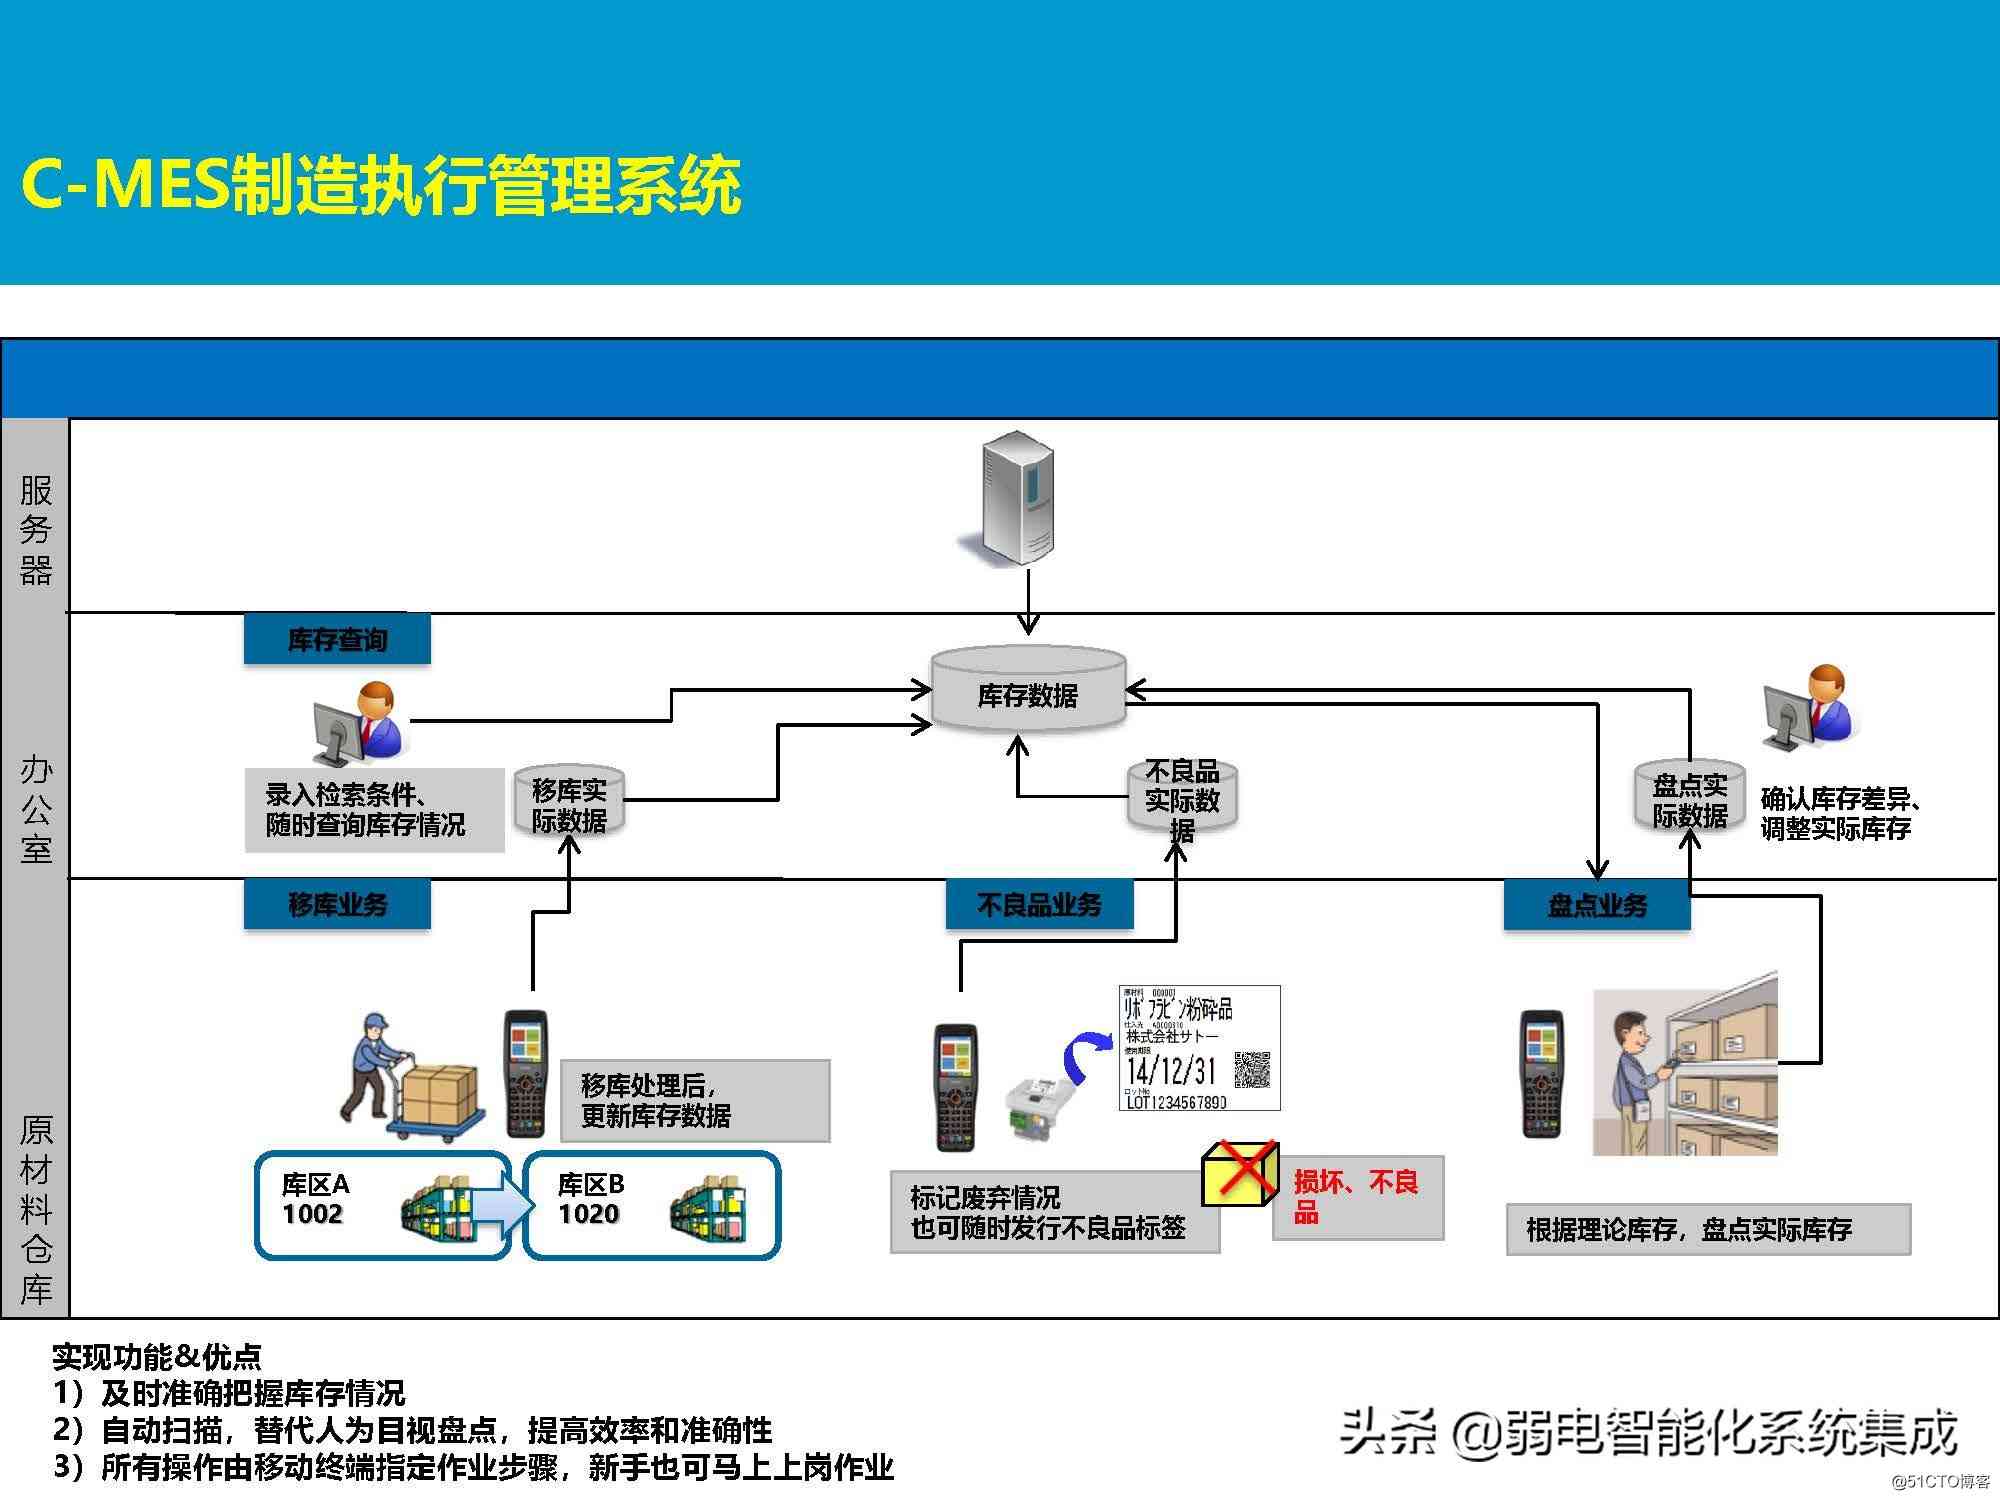 C-MES制造执行管理系统
服务器
库存查询
库存数据
办公室
录入检索条件、
随时查询库存情况
移库实
际数据
不良品
实际数
据
盘点实
际数据
确认库存差异、
调整实际库存
移库业务
不良品业务
盘点业务
原材料仓库
移库处理后，
更新库存数据
原材料 000001
ﾘﾎﾞﾌﾗﾋﾞﾝ粉砕品
株式会社サトー
使用期限
14/12/31
ロットNo
LOT1234567890
库区A
1002
库区B
1020
标记废弃情况
也可随时发行不良品标签
损坏、不良
品
根据理论库存，盘点实际库存
实现功能&优点
1）及时准确把握库存情况
2）自动扫描，替代人为目视盘点，提高效率和准确性
3）所有操作由移动终端指定作业步骤，新手也可马上上岗作业
头条 @弱电智能化系统集成
@51CTO博客